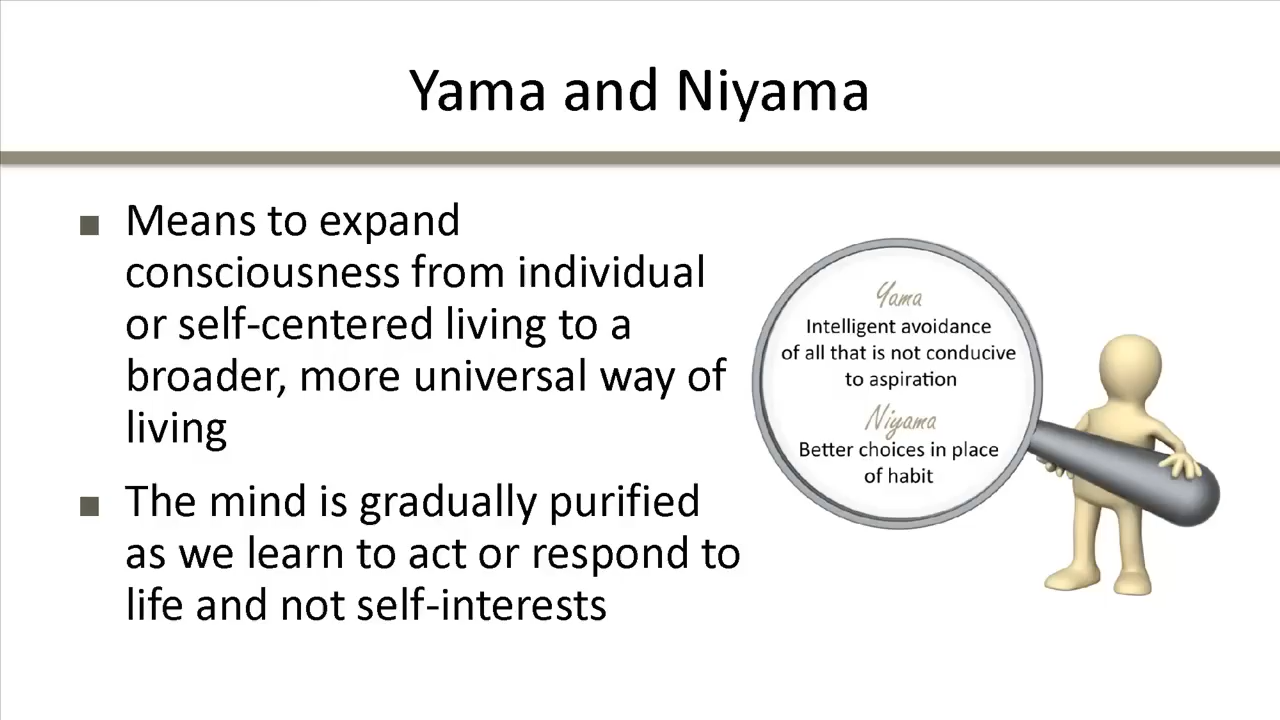 Yama and Niyama
Means to expand
consciousness from individual
or self-centered living to a
broader, more universal way of
living
The mind is gradually purified
as we learn to act or respond to
life and not self-interests
Yama
Intelligent avoidance
of all that is not conducive
to aspiration
Niyama
Better choices in place
of habit